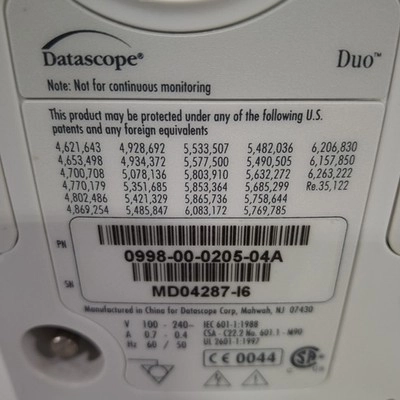 Datascope® Duo™
Note: Not for continuous monitoring
This product may be protected under any of the following U.S.
patents and any foreign equivalents
4,621,643 4,928,692 5,533,507 5,482,036 6,206,830
4,653,498 4,934,372 5,577,500 5,490,505 6,157,850
4,700,708 5,078,136 5,803,910 5,632,272 6,263,222
4,770,179 5,351,685 5,853,364 5,685,299 Re.35,122
4,802,486 5,421,329 5,865,736 5,758,644
4,869,254 5,485,847 6,083,172 5,769,785
PN
0998-00-0205-04A
SN
MD04287-I6
Manufactured in China for Datascope Corp, Mahwah, NJ 07430
V 100 - 240~ IEC 601-1:1988
A 0.7 - 0.4 CSA - C22.2 No. 601.1 - M90
Hz 60 / 50 UL 2601-1:1997
CE 0044 SA